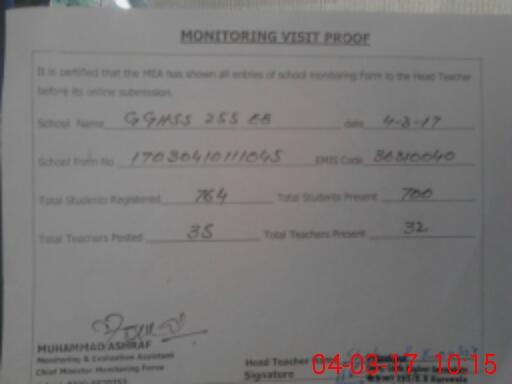 MONITORING VISIT PROOF
It is certified that the MEA has shown all entries of school monitoring Form to the Head Teacher
before its online submission.
School Name GGHSS 255 EB date 4-3-17
School Form No 17030410111045 EMIS Code 36310040
Total Students Registered 764 Total Students Present 700
Total Teachers Posted 35 Total Teachers Present 32
MUHAMMAD ASHRAF
Monitoring & Evaluation Assistant
Chief Minister Monitoring Force
Head Teacher Name
Signature
04-03-17 10:15